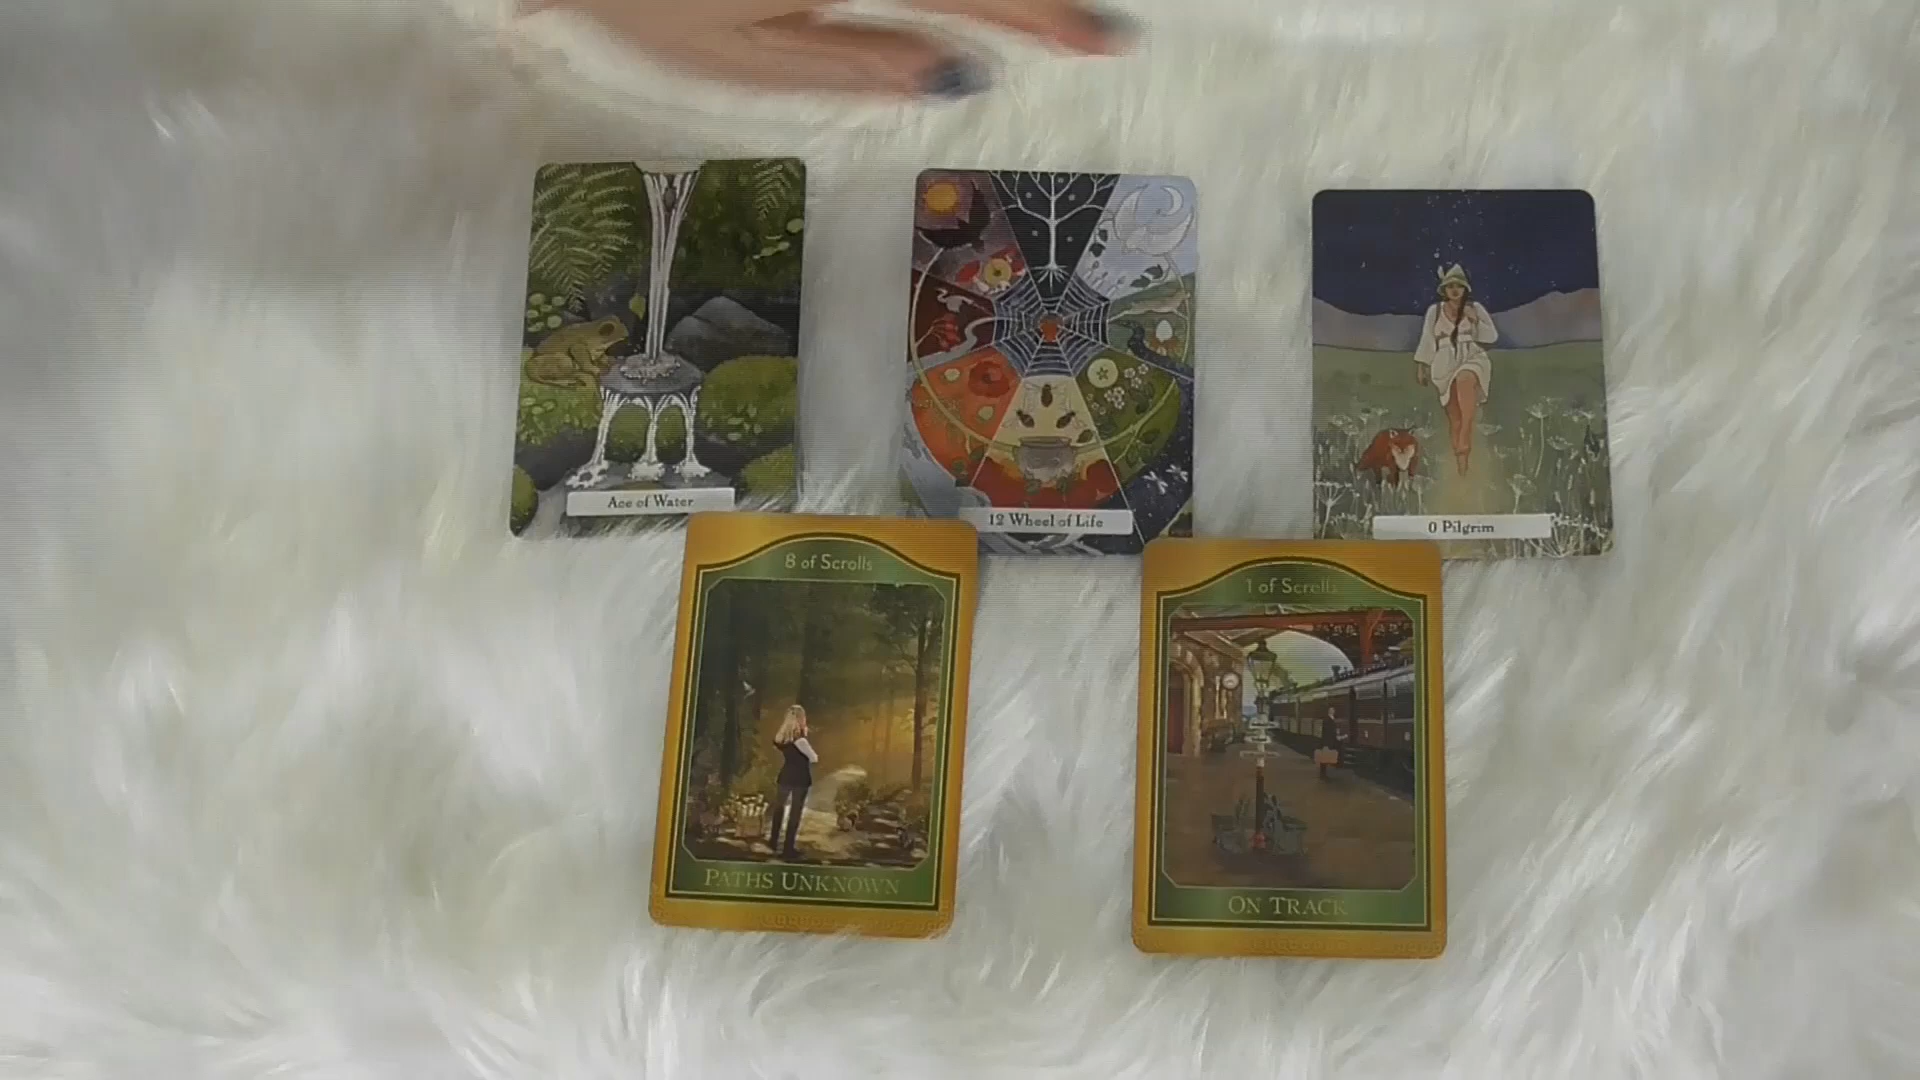 Ace of Water
12 Wheel of Life
0 Pilgrim
8 of Scrolls
PATHS UNKNOWN
1 of Scrolls
ON TRACK